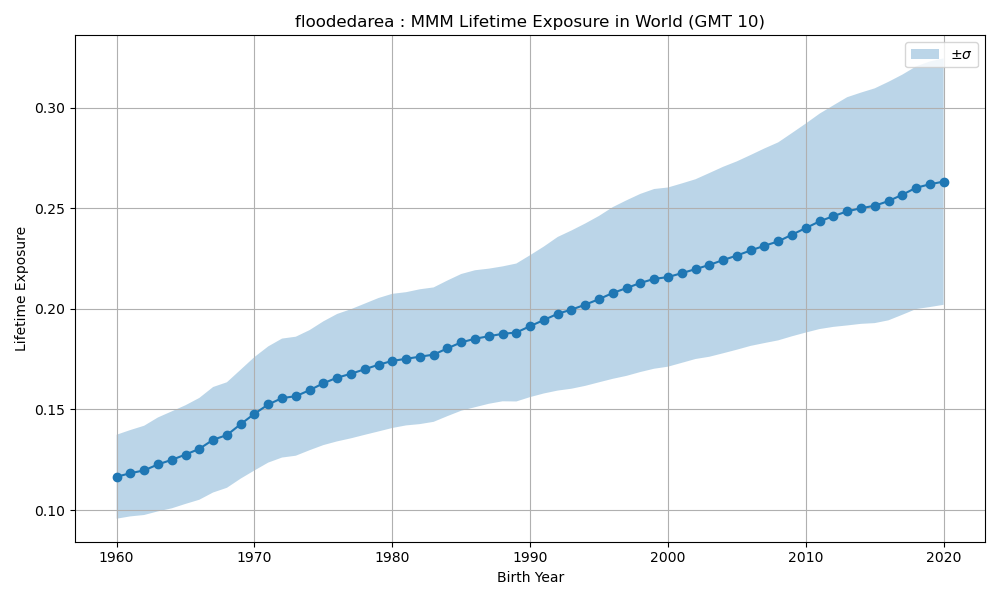 floodedarea : MMM Lifetime Exposure in World (GMT 10)
±σ
Lifetime Exposure
0.30
0.25
0.20
0.15
0.10
1960 1970 1980 1990 2000 2010 2020
Birth Year